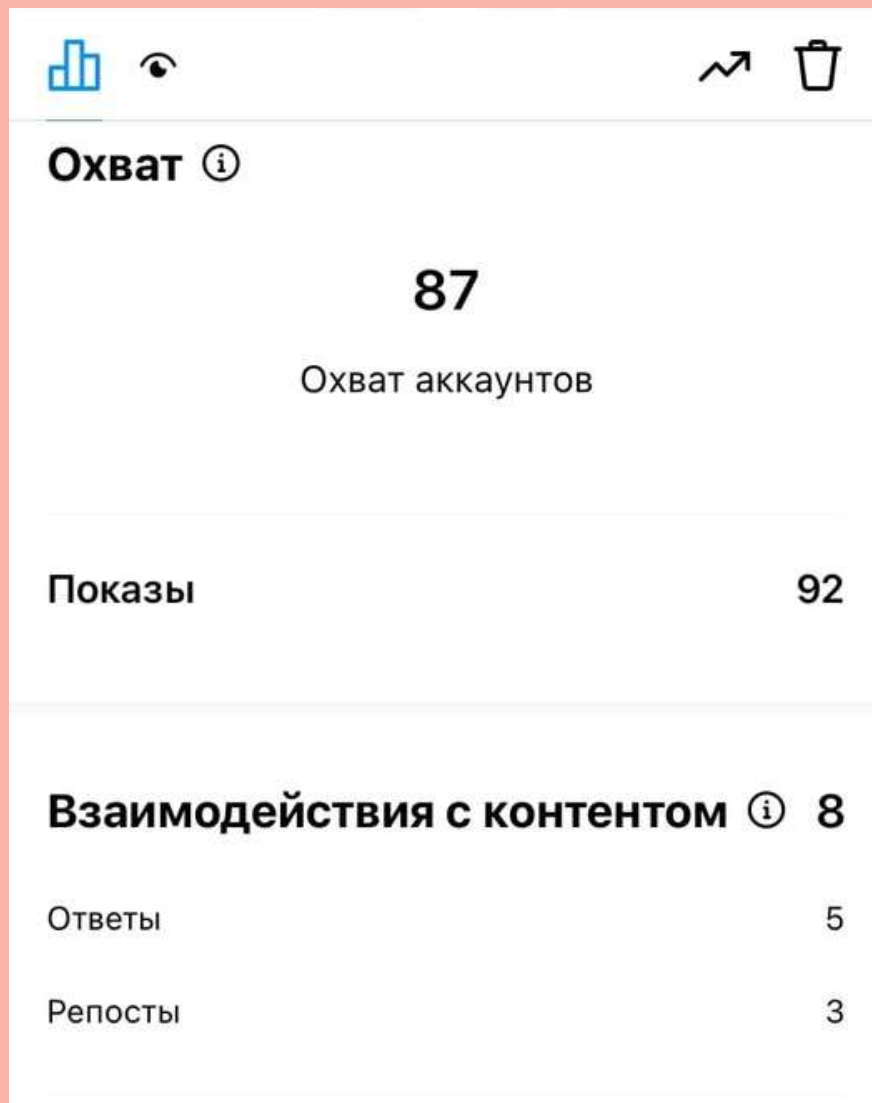 Охват
87
Охват аккаунтов
Показы 92
Взаимодействия с контентом 8
Ответы 5
Репосты 3